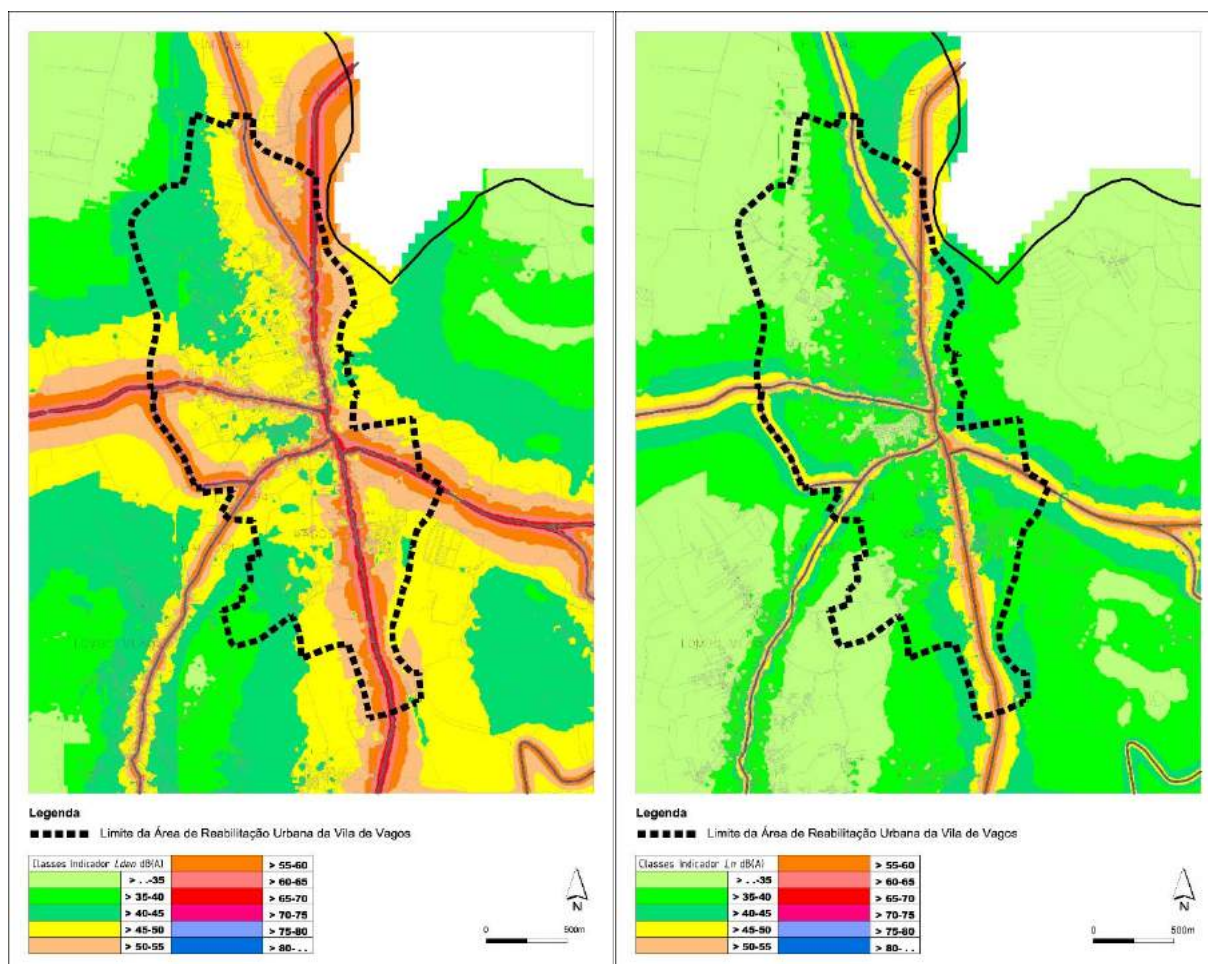 Legenda
Limite da Área de Reabilitação Urbana da Vila de Vagos
Classes Indicador Lden dB(A)
> . .-35
> 35-40
> 40-45
> 45-50
> 50-55
> 55-60
> 60-65
> 65-70
> 70-75
> 75-80
> 80- . .
N
0 500m
Legenda
Limite da Área de Reabilitação Urbana da Vila de Vagos
Classes Indicador Ln dB(A)
> . .-35
> 35-40
> 40-45
> 45-50
> 50-55
> 55-60
> 60-65
> 65-70
> 70-75
> 75-80
> 80- . .
N
0 500m